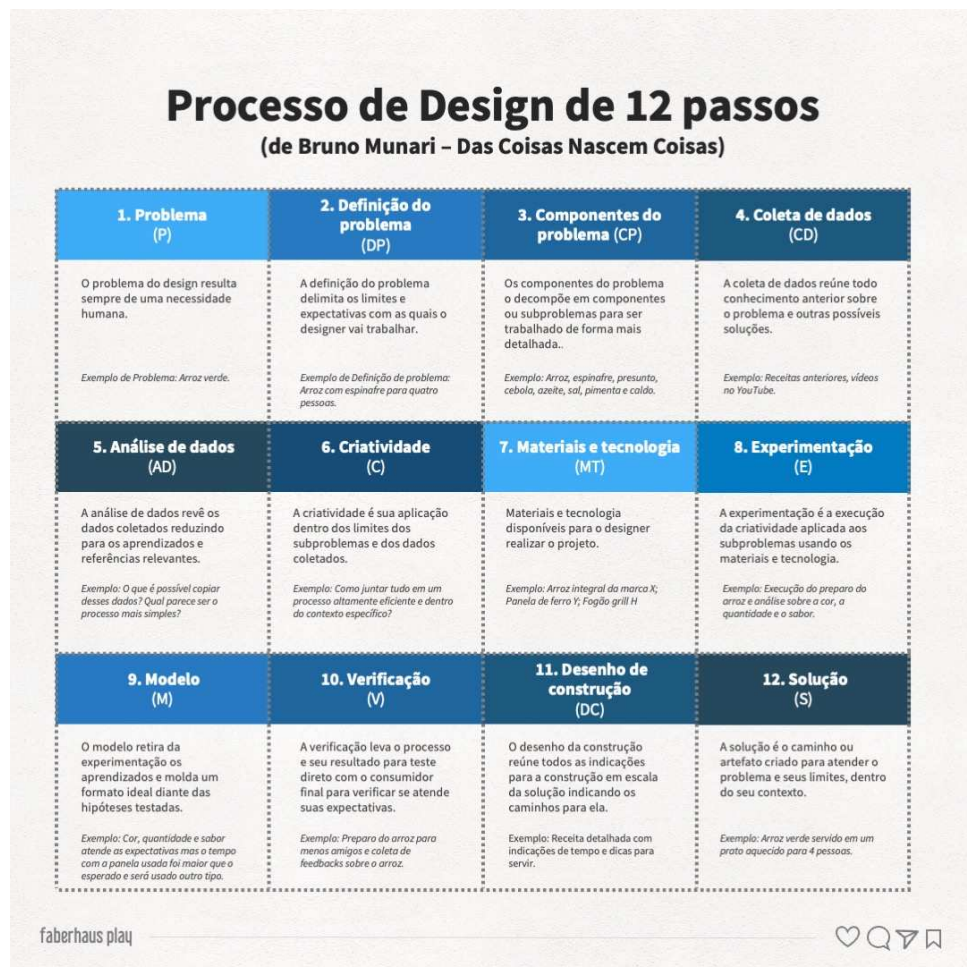 Processo de Design de 12 passos
(de Bruno Munari – Das Coisas Nascem Coisas)
1. Problema
(P)
O problema do design resulta
sempre de uma necessidade
humana.
Exemplo de Problema: Arroz verde.
2. Definição do
problema
(DP)
A definição do problema
delimita os limites e
expectativas com as quais o
designer vai trabalhar.
Exemplo de Definição de problema:
Arroz com espinafre para quatro
pessoas.
3. Componentes do
problema (CP)
Os componentes do problema
o decompõe em componentes
ou subproblemas para ser
trabalhado de forma mais
detalhada..
Exemplo: Arroz, espinafre, presunto,
cebola, azeite, sal, pimenta e caldo.
4. Coleta de dados
(CD)
A coleta de dados reúne todo
conhecimento anterior sobre
o problema e outras possíveis
soluções.
Exemplo: Receitas anteriores, vídeos
no YouTube.
5. Análise de dados
(AD)
A análise de dados revê os
dados coletados reduzindo
para os aprendizados e
referências relevantes.
Exemplo: O que é possível copiar
desses dados? Qual parece ser o
processo mais simples?
6. Criatividade
(C)
A criatividade é sua aplicação
dentro dos limites dos
subproblemas e dos dados
coletados.
Exemplo: Como juntar tudo em um
processo altamente eficiente e dentro
do contexto específico?
7. Materiais e tecnologia
(MT)
Materiais e tecnologia
disponíveis para o designer
realizar o projeto.
Exemplo: Arroz integral da marca X;
Panela de ferro Y; Fogão grill H
8. Experimentação
(E)
A experimentação é a execução
da criatividade aplicada aos
subproblemas usando os
materiais e tecnologia.
Exemplo: Execução do preparo do
arroz e análise sobre a cor, a
quantidade e o sabor.
9. Modelo
(M)
O modelo retira da
experimentação os
aprendizados e molda um
formato ideal diante das
hipóteses testadas.
Exemplo: Cor, quantidade e sabor
atende as expectativas mas o tempo
com a panela usada foi maior que o
esperado e será usado outro tipo.
10. Verificação
(V)
A verificação leva o processo
e seu resultado para teste
direto com o consumidor
final para verificar se atende
suas expectativas.
Exemplo: Preparo do arroz para
menos amigos e coleta de
feedbacks sobre o arroz.
11. Desenho de
construção
(DC)
O desenho da construção
reúne todos as indicações
para a construção em escala
da solução indicando os
caminhos para ela.
Exemplo: Receita detalhada com
indicações de tempo e dicas para
servir.
12. Solução
(S)
A solução é o caminho ou
artefato criado para atender o
problema e seus limites, dentro
do seu contexto.
Exemplo: Arroz verde servido em um
prato aquecido para 4 pessoas.
faberhaus play